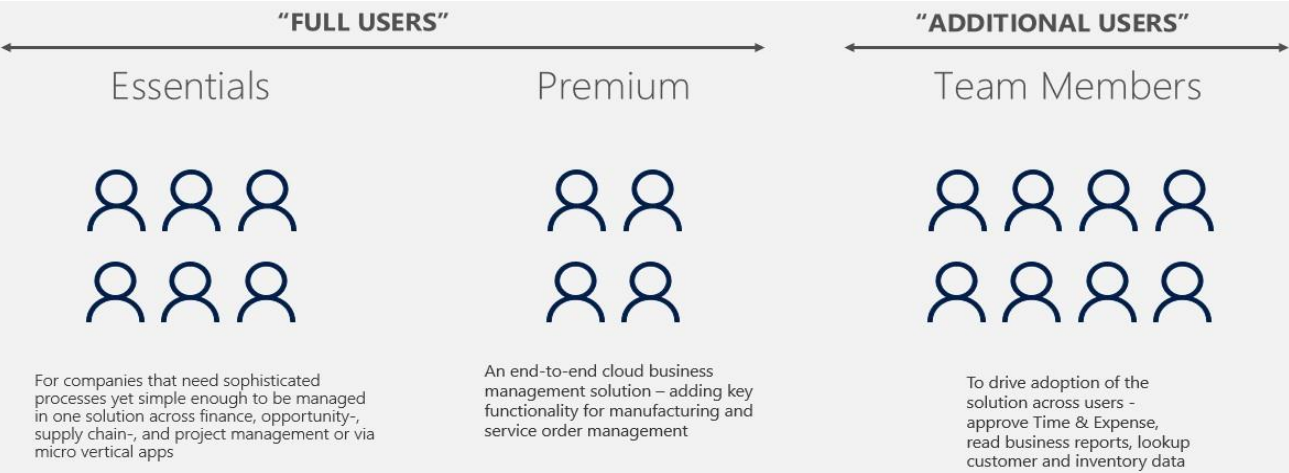 “FULL USERS”
“ADDITIONAL USERS”
Essentials
Premium
Team Members
For companies that need sophisticated
processes yet simple enough to be managed
in one solution across finance, opportunity-,
supply chain-, and project management or via
micro vertical apps
An end-to-end cloud business
management solution – adding key
functionality for manufacturing and
service order management
To drive adoption of the
solution across users -
approve Time & Expense,
read business reports, lookup
customer and inventory data